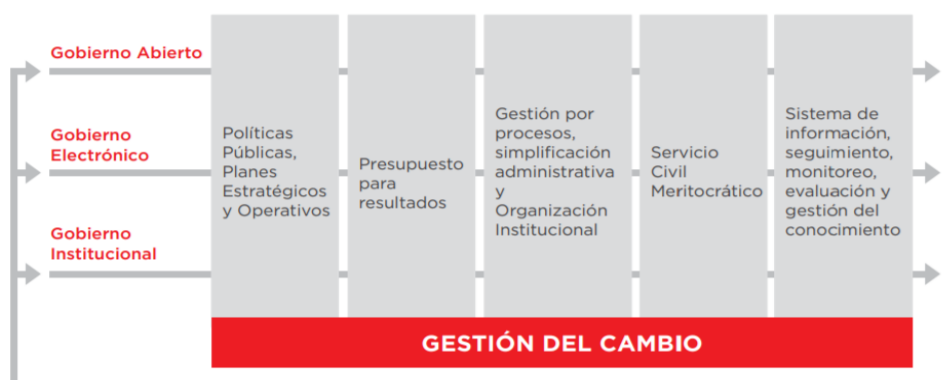 Gobierno Abierto
Gobierno
Electrónico
Gobierno
Institucional
Políticas
Públicas,
Planes
Estratégicos
y Operativos
Presupuesto
para
resultados
Gestión por
procesos,
simplificación
administrativa
y
Organización
Institucional
Servicio
Civil
Meritocrático
Sistema de
información,
seguimiento,
monitoreo,
evaluación y
gestión del
conocimiento
GESTIÓN DEL CAMBIO